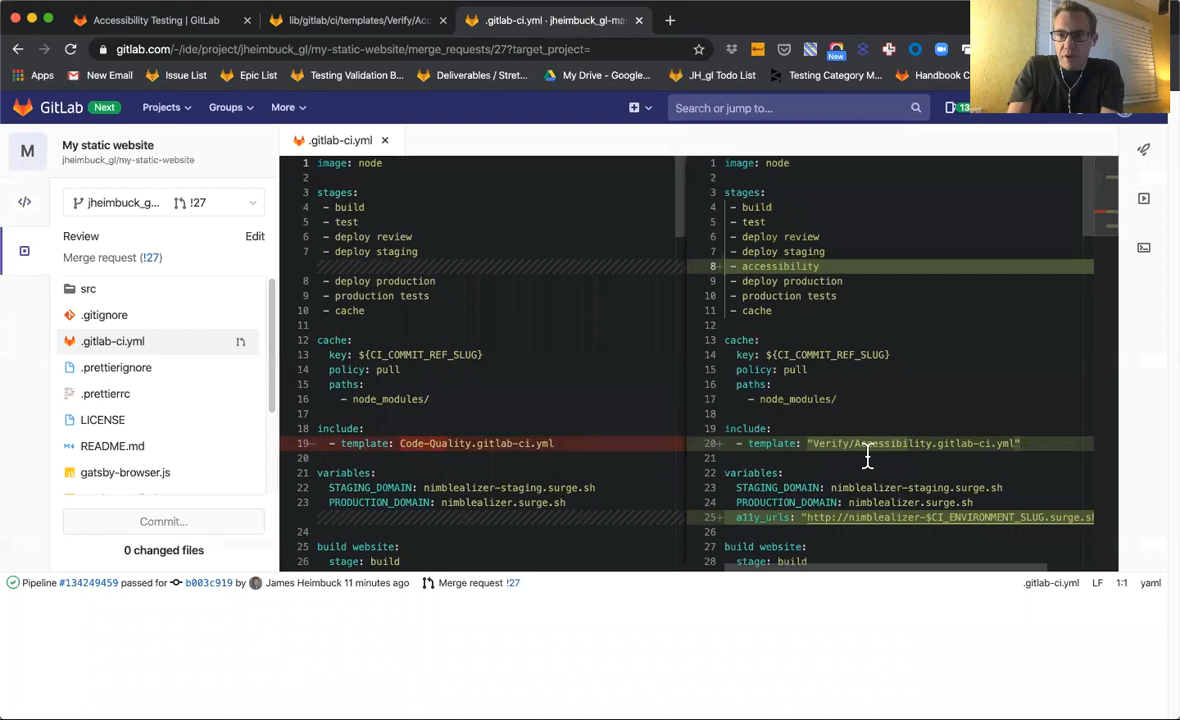 Accessibility Testing | GitLab
lib/gitlab/ci/templates/Verify/Acc
.gitlab-ci.yml · jheimbuck_gl-ma
gitlab.com/-/ide/project/jheimbuck_gl/my-static-website/merge_requests/27?target_project=
New
Apps
New Email
Issue List
Epic List
Testing Validation B...
Deliverables / Stret...
My Drive - Google...
JH_gl Todo List
Testing Category M...
Handbook C
GitLab
Next
Projects
Groups
More
Search or jump to...
13
M
My static website
jheimbuck_gl/my-static-website
jheimbuck_g...
!27
Review
Edit
Merge request (!27)
src
.gitignore
.gitlab-ci.yml
.prettierignore
.prettierrc
LICENSE
README.md
gatsby-browser.js
Commit...
0 changed files
.gitlab-ci.yml
1 image: node
2
3 stages:
4 - build
5 - test
6 - deploy review
7 - deploy staging
8 - deploy production
9 - production tests
10 - cache
11
12 cache:
13 key: ${CI_COMMIT_REF_SLUG}
14 policy: pull
15 paths:
16 - node_modules/
17
18 include:
19 - - template: Code-Quality.gitlab-ci.yml
20
21 variables:
22 STAGING_DOMAIN: nimblealizer-staging.surge.sh
23 PRODUCTION_DOMAIN: nimblealizer.surge.sh
24
25 build website:
26 stage: build
1 image: node
2
3 stages:
4 - build
5 - test
6 - deploy review
7 - deploy staging
8+ - accessibility
9 - deploy production
10 - production tests
11 - cache
12
13 cache:
14 key: ${CI_COMMIT_REF_SLUG}
15 policy: pull
16 paths:
17 - node_modules/
18
19 include:
20+ - template: "Verify/Accessibility.gitlab-ci.yml"
21
22 variables:
23 STAGING_DOMAIN: nimblealizer-staging.surge.sh
24 PRODUCTION_DOMAIN: nimblealizer.surge.sh
25+ a11y_urls: "http://nimblealizer-$CI_ENVIRONMENT_SLUG.surge.sh
26
27 build website:
28 stage: build
Pipeline #134249459 passed for b003c919 by James Heimbuck 11 minutes ago
Merge request !27
.gitlab-ci.yml
LF
1:1
yaml